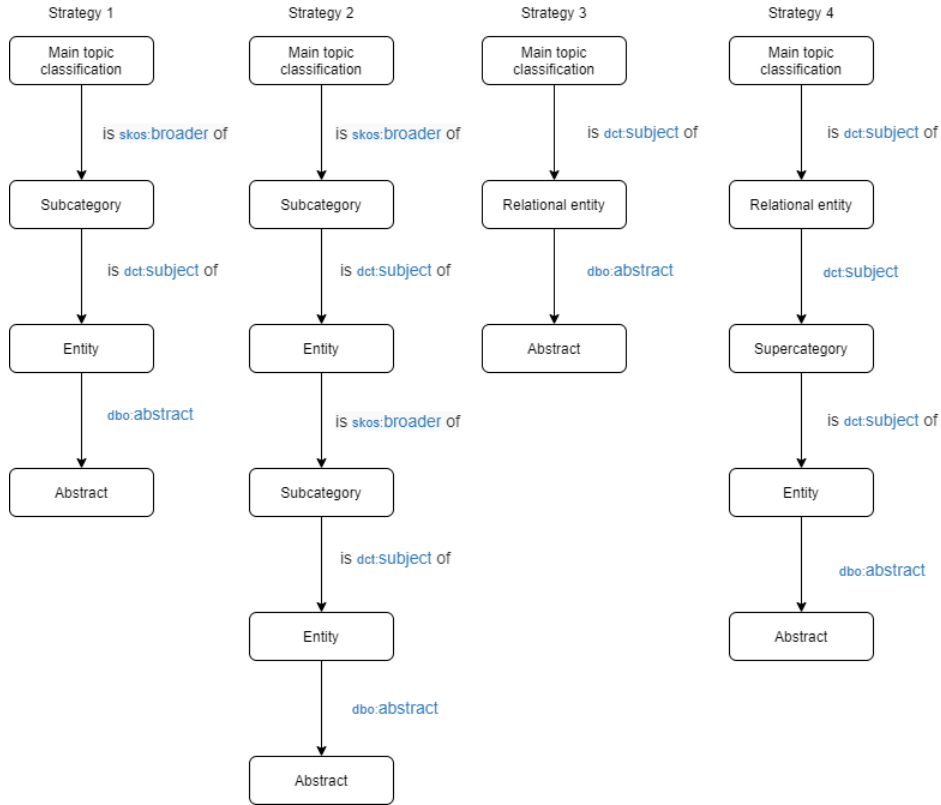 Strategy 1
Main topic
classification
is skos:broader of
Subcategory
is dct:subject of
Entity
dbo:abstract
Abstract
Strategy 2
Main topic
classification
is skos:broader of
Subcategory
is dct:subject of
Entity
is skos:broader of
Subcategory
is dct:subject of
Entity
dbo:abstract
Abstract
Strategy 3
Main topic
classification
is dct:subject of
Relational entity
dbo:abstract
Abstract
Strategy 4
Main topic
classification
is dct:subject of
Relational entity
dct:subject
Supercategory
is dct:subject of
Entity
dbo:abstract
Abstract